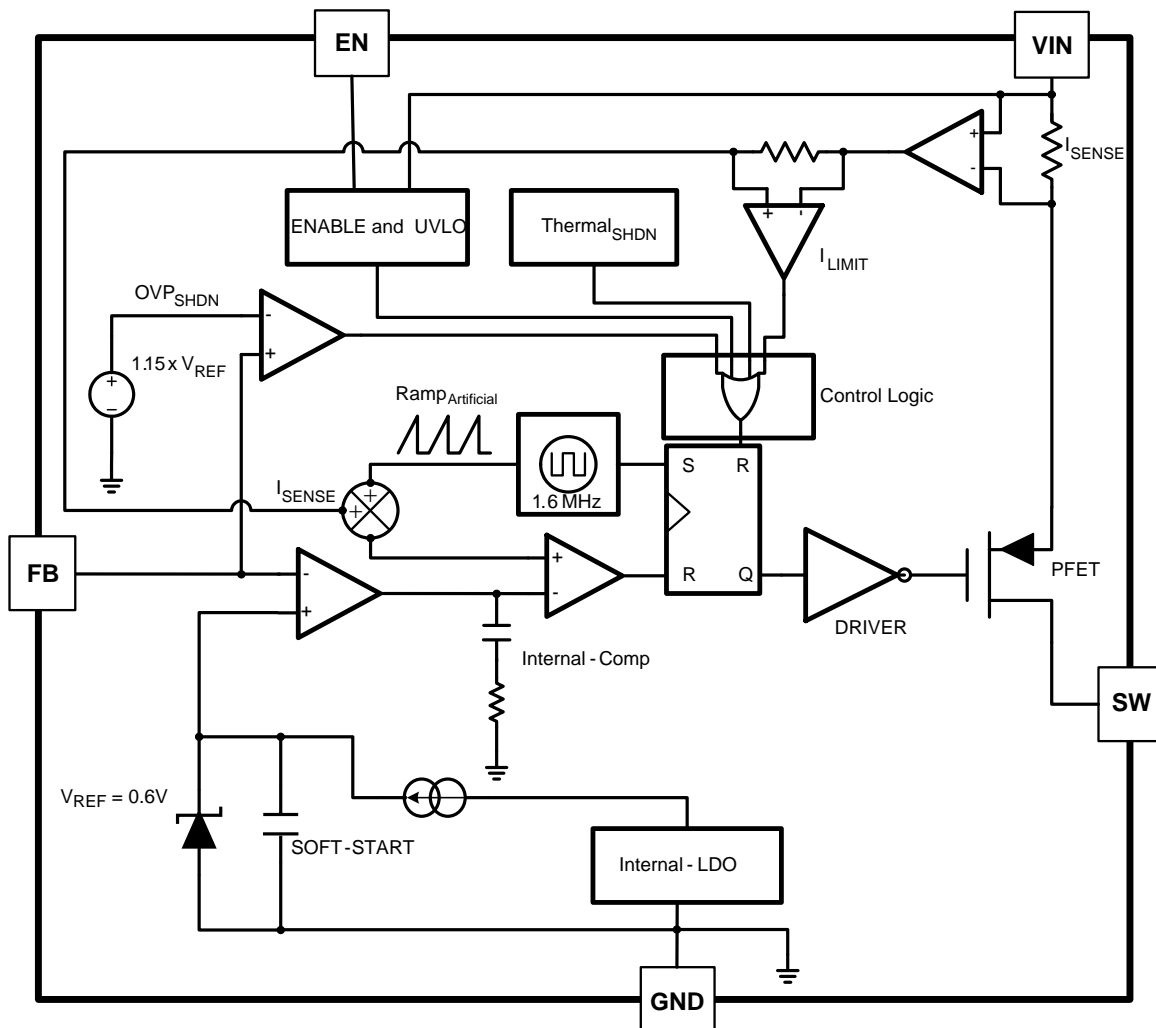 EN
VIN
+
-
ISENSE
ENABLE and UVLO
ThermalSHDN
+ -
ILIMIT
OVPSHDN
-
+
1.15 x VREF
+
−
Control Logic
RampArtificial
S R
1.6 MHz
ISENSE
+
+
FB
-
+
+
-
R Q
PFET
DRIVER
Internal - Comp
SW
VREF = 0.6V
SOFT-START
Internal - LDO
GND